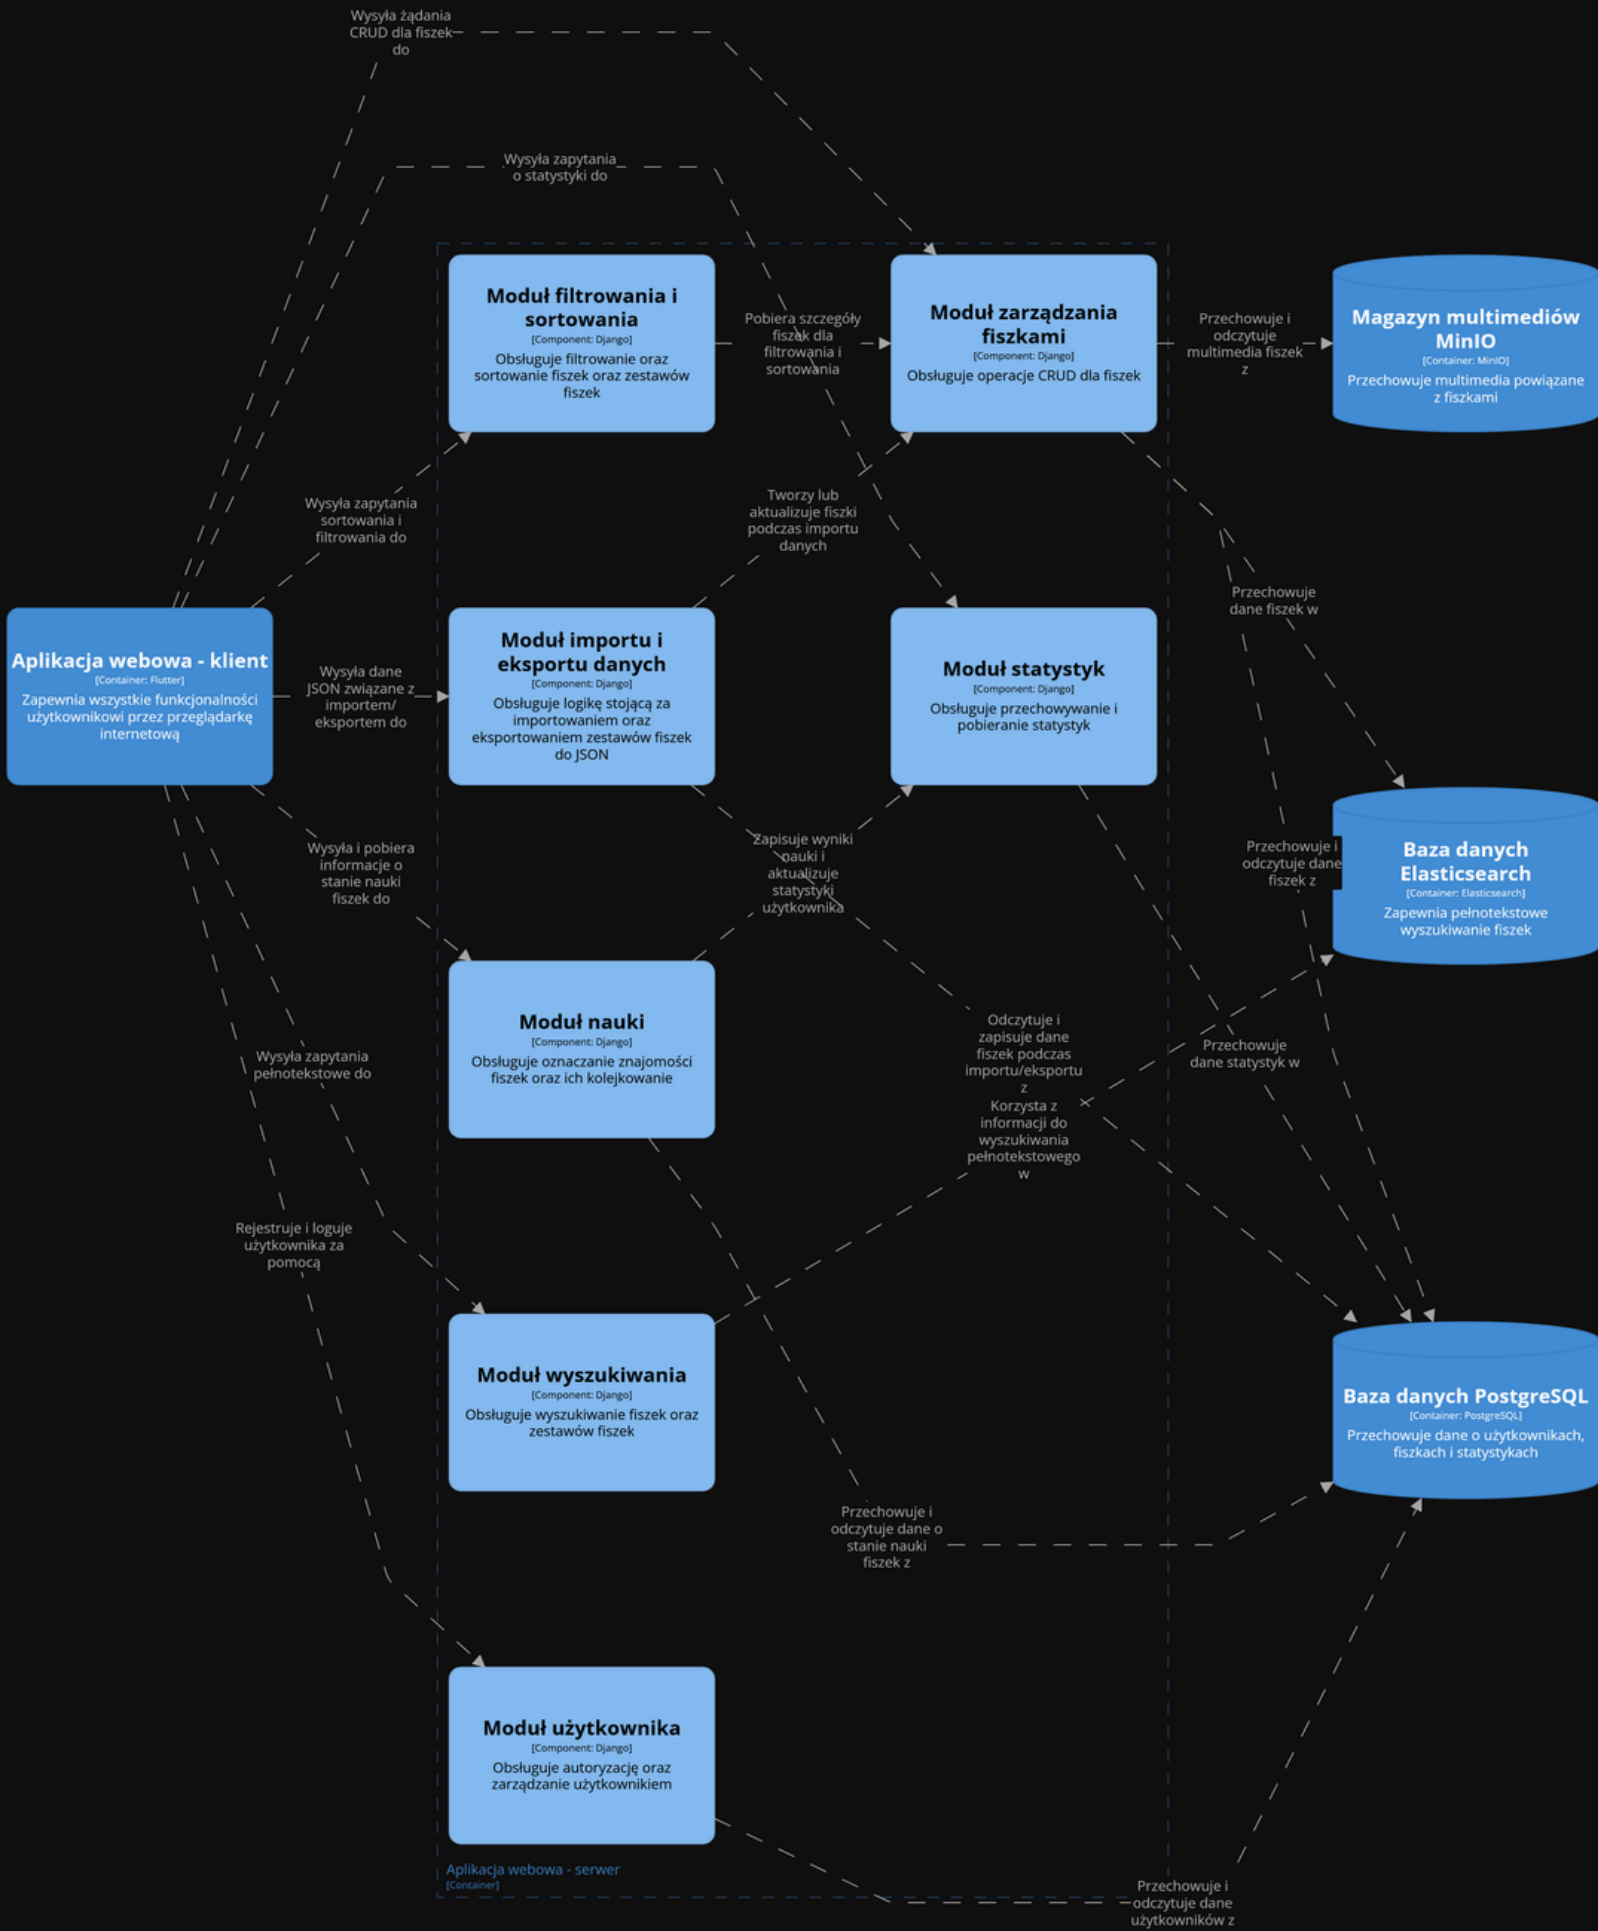 Wysyła żądania
CRUD dla fiszek
do
Wysyła zapytania
o statystyki do
Moduł filtrowania i
sortowania
[Component: Django]
Obsługuje filtrowanie oraz
sortowanie fiszek oraz zestawów
fiszek
Pobiera szczegóły
fiszek dla
filtrowania i
sortowania
Moduł zarządzania
fiszkami
[Component: Django]
Obsługuje operacje CRUD dla fiszek
Przechowuje i
odczytuje
multimedia fiszek
z
Magazyn multimediów
MinIO
[Container: MinIO]
Przechowuje multimedia powiązane
z fiszkami
Wysyła zapytania
sortowania i
filtrowania do
Tworzy lub
aktualizuje fiszki
podczas importu
danych
Przechowuje
dane fiszek w
Aplikacja webowa - klient
[Container: Flutter]
Zapewnia wszystkie funkcjonalności
użytkownikowi przez przeglądarkę
internetową
Wysyła dane
JSON związane z
importem/
eksportem do
Moduł importu i
eksportu danych
[Component: Django]
Obsługuje logikę stojącą za
importowaniem oraz
eksportowaniem zestawów fiszek
do JSON
Moduł statystyk
[Component: Django]
Obsługuje przechowywanie i
pobieranie statystyk
Wysyła i pobiera
informacje o
stanie nauki
fiszek do
Zapisuje wyniki
nauki i
aktualizuje
statystyki
użytkownika
Przechowuje i
odczytuje dane
fiszek z
Baza danych
Elasticsearch
[Container: Elasticsearch]
Zapewnia pełnotekstowe
wyszukiwanie fiszek
Moduł nauki
[Component: Django]
Obsługuje oznaczanie znajomości
fiszek oraz ich kolejkowanie
Odczytuje i
zapisuje dane
fiszek podczas
importu/eksportu
z
Przechowuje
dane statystyk w
Wysyła zapytania
pełnotekstowe do
Korzysta z
informacji do
wyszukiwania
pełnotekstowego
w
Rejestruje i loguje
użytkownika za
pomocą
Moduł wyszukiwania
[Component: Django]
Obsługuje wyszukiwanie fiszek oraz
zestawów fiszek
Baza danych PostgreSQL
[Container: PostgreSQL]
Przechowuje dane o użytkownikach,
fiszkach i statystykach
Przechowuje i
odczytuje dane o
stanie nauki
fiszek z
Moduł użytkownika
[Component: Django]
Obsługuje autoryzację oraz
zarządzanie użytkownikiem
Aplikacja webowa - serwer
[Container]
Przechowuje i
odczytuje dane
użytkowników z